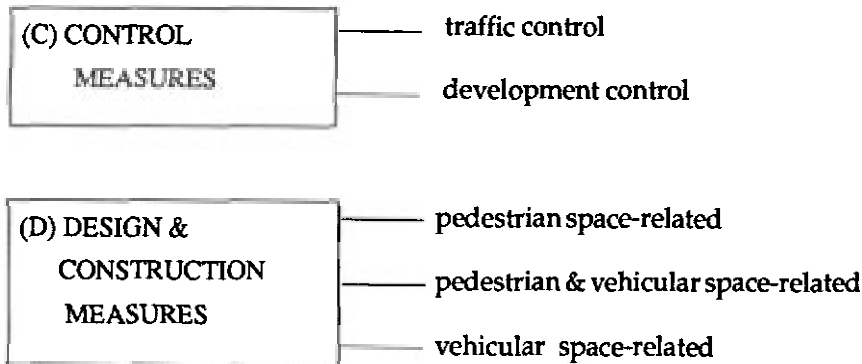 (C) CONTROL
MEASURES
traffic control
development control
(D) DESIGN &
CONSTRUCTION
MEASURES
pedestrian space-related
pedestrian & vehicular space-related
vehicular space-related